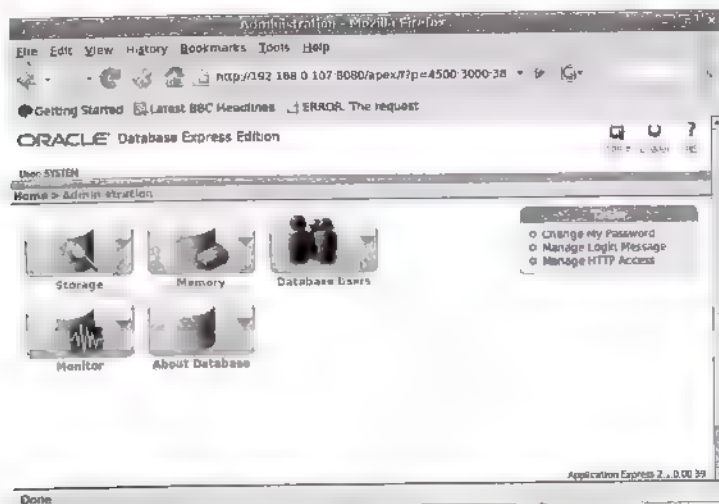 Administration - Mozilla Firefox
File Edit View History Bookmarks Tools Help
http://192.168.0.107:8080/apex/f?p=4500:3000:38
Getting Started Latest BBC Headlines ERROR: The request
ORACLE Database Express Edition
User: SYSTEM
Home > Administration
Tasks
Change My Password
Manage Login Message
Manage HTTP Access
Storage
Memory
Database Users
Monitor
About Database
Application Express
Done